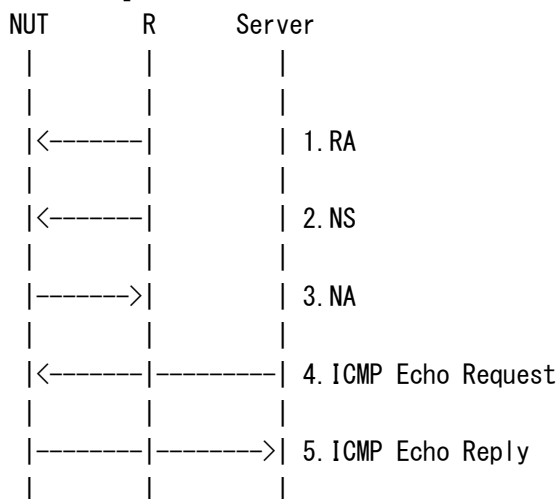 NUT R Server
| | |
| | |
|<-------| | 1.RA
| | |
|<-------| | 2.NS
| | |
|------->| | 3.NA
| | |
|<-------|---------| 4.ICMP Echo Request
| | |
|--------|-------->| 5.ICMP Echo Reply
| | |